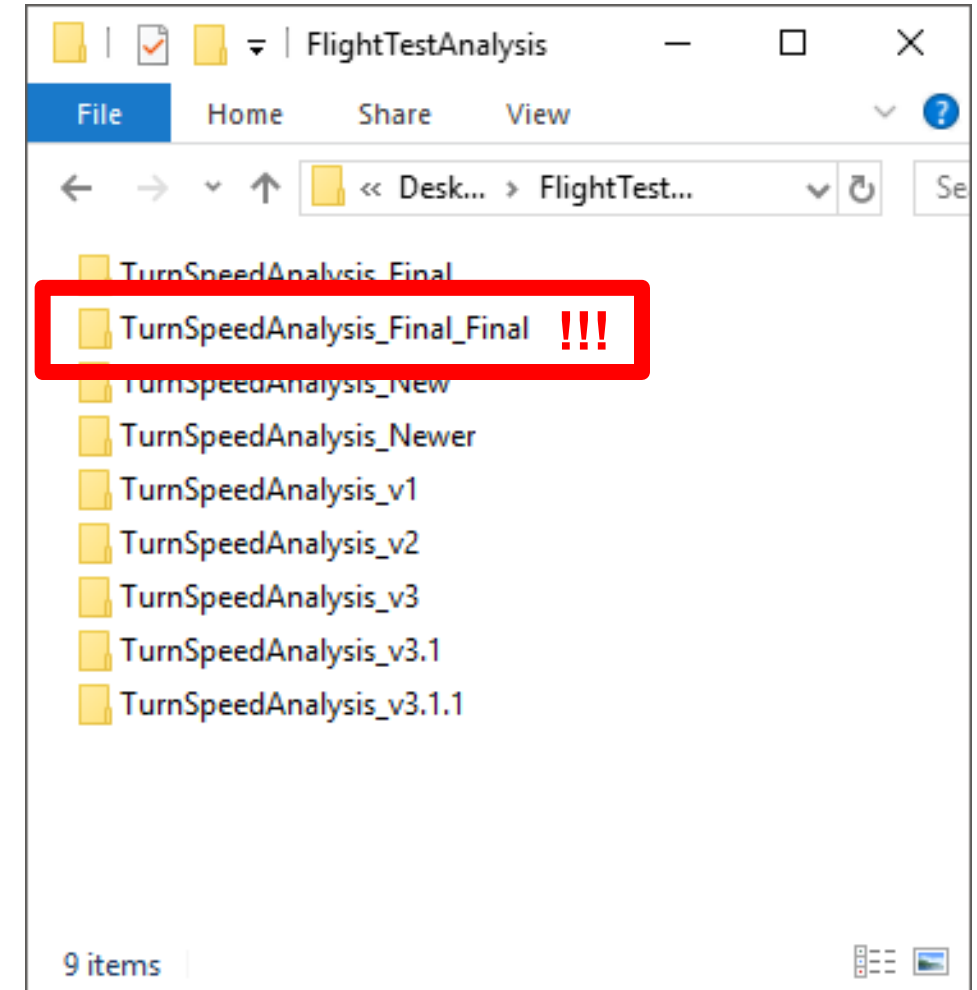 FlightTestAnalysis
File Home Share View ?
« Desk... › FlightTest... Se
TurnSpeedAnalysis_Final
TurnSpeedAnalysis_Final_Final !!!
TurnSpeedAnalysis_New
TurnSpeedAnalysis_Newer
TurnSpeedAnalysis_v1
TurnSpeedAnalysis_v2
TurnSpeedAnalysis_v3
TurnSpeedAnalysis_v3.1
TurnSpeedAnalysis_v3.1.1
9 items